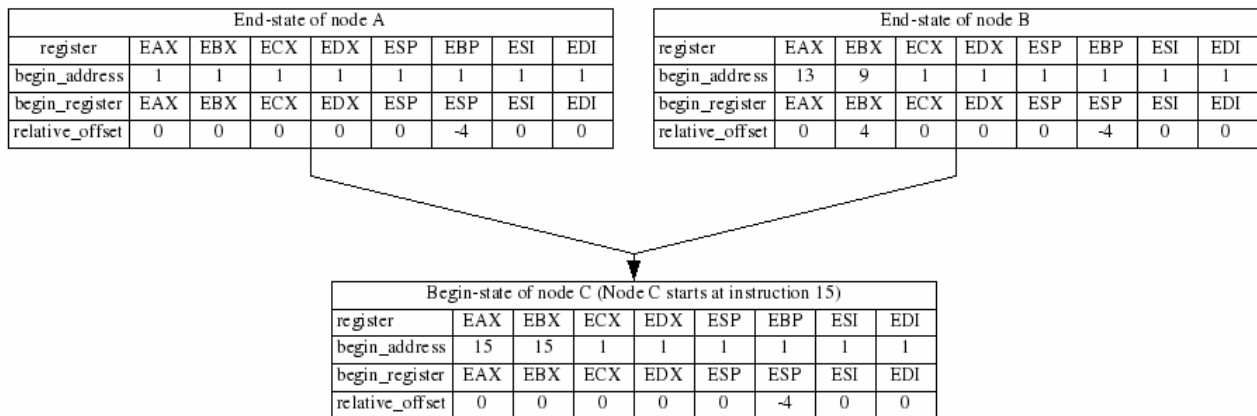 End-state of node A
register EAX EBX ECX EDX ESP EBP ESI EDI
begin_address 1 1 1 1 1 1 1 1
begin_register EAX EBX ECX EDX ESP ESP ESI EDI
relative_offset 0 0 0 0 0 -4 0 0
End-state of node B
register EAX EBX ECX EDX ESP EBP ESI EDI
begin_address 13 9 1 1 1 1 1 1
begin_register EAX EBX ECX EDX ESP ESP ESI EDI
relative_offset 0 4 0 0 0 -4 0 0
Begin-state of node C (Node C starts at instruction 15)
register EAX EBX ECX EDX ESP EBP ESI EDI
begin_address 15 15 1 1 1 1 1 1
begin_register EAX EBX ECX EDX ESP ESP ESI EDI
relative_offset 0 0 0 0 0 -4 0 0